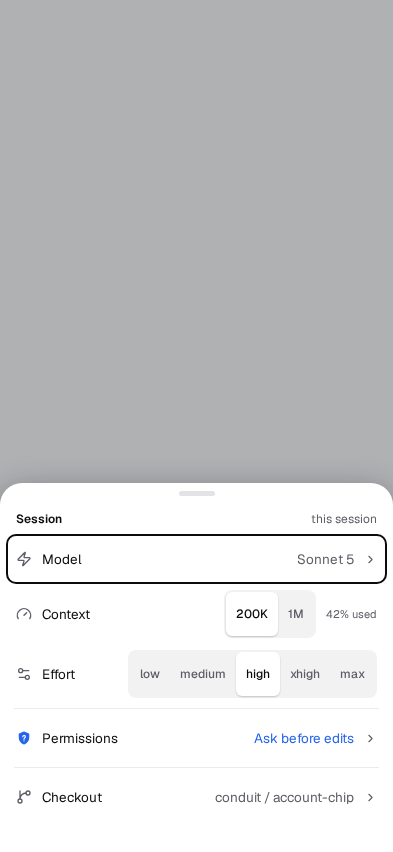 Session this session
Model Sonnet 5
Context 200K 1M 42% used
Effort low medium high xhigh max
Permissions Ask before edits
Checkout conduit / account-chip